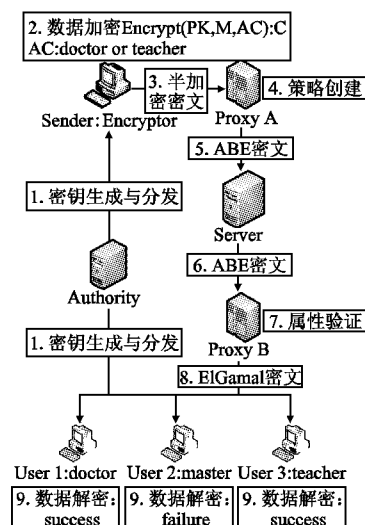 2. 数据加密Encrypt(PK,M,AC):C
AC:doctor or teacher
3. 半加
密密文
4. 策略创建
Sender:Encryptor
Proxy A
5. ABE密文
1. 密钥生成与分发
Server
6. ABE密文
Authority
7. 属性验证
1. 密钥生成与分发
Proxy B
8. ElGamal密文
User 1:doctor
User 2:master
User 3:teacher
9. 数据解密:
success
9. 数据解密:
failure
9. 数据解密:
success